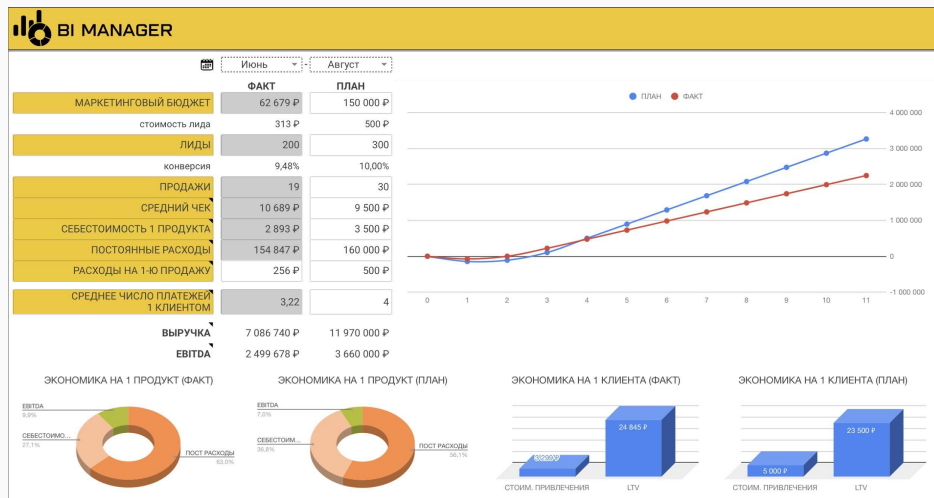 BI MANAGER
Июнь - Август
ФАКТ ПЛАН
МАРКЕТИНГОВЫЙ БЮДЖЕТ 62 679 ₽ 150 000 ₽
стоимость лида 313 ₽ 500 ₽
ЛИДЫ 200 300
конверсия 9,48% 10,00%
ПРОДАЖИ 19 30
СРЕДНИЙ ЧЕК 10 689 ₽ 9 500 ₽
СЕБЕСТОИМОСТЬ 1 ПРОДУКТА 2 893 ₽ 3 500 ₽
ПОСТОЯННЫЕ РАСХОДЫ 154 847 ₽ 160 000 ₽
РАСХОДЫ НА 1-Ю ПРОДАЖУ 256 ₽ 500 ₽
СРЕДНЕЕ ЧИСЛО ПЛАТЕЖЕЙ
1 КЛИЕНТОМ 3,22 4
ВЫРУЧКА 7 086 740 ₽ 11 970 000 ₽
EBITDA 2 499 678 ₽ 3 660 000 ₽
ПЛАН ФАКТ
4 000 000
3 000 000
2 000 000
1 000 000
0
-1 000 000
0 1 2 3 4 5 6 7 8 9 10 11
ЭКОНОМИКА НА 1 ПРОДУКТ (ФАКТ)
EBITDA
9,9%
СЕБЕСТОИМО...
27,1%
ПОСТ РАСХОДЫ
63,0%
ЭКОНОМИКА НА 1 ПРОДУКТ (ПЛАН)
EBITDA
7,0%
СЕБЕСТОИМ...
36,8%
ПОСТ РАСХОДЫ
56,1%
ЭКОНОМИКА НА 1 КЛИЕНТА (ФАКТ)
24 845 ₽
СТОИМ. ПРИВЛЕЧЕНИЯ LTV
ЭКОНОМИКА НА 1 КЛИЕНТА (ПЛАН)
23 500 ₽
5 000 ₽
СТОИМ. ПРИВЛЕЧЕНИЯ LTV